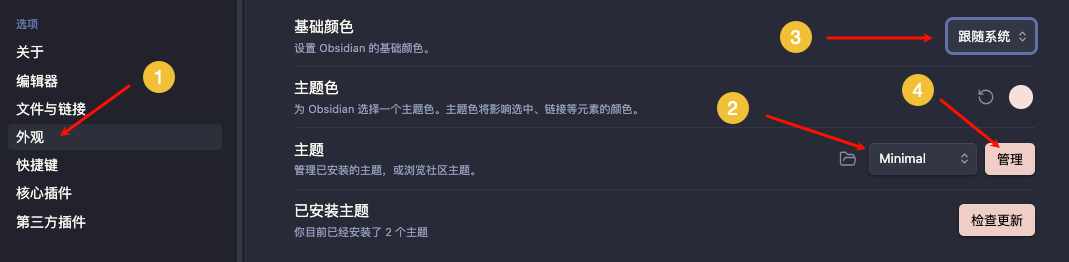 选项
关于
编辑器
文件与链接
外观
快捷键
核心插件
第三方插件
1
基础颜色
设置 Obsidian 的基础颜色。
3
跟随系统
主题色
为 Obsidian 选择一个主题色。主题色将影响选中、链接等元素的颜色。
2
4
主题
管理已安装的主题，或浏览社区主题。
Minimal
管理
已安装主题
你目前已经安装了 2 个主题
检查更新